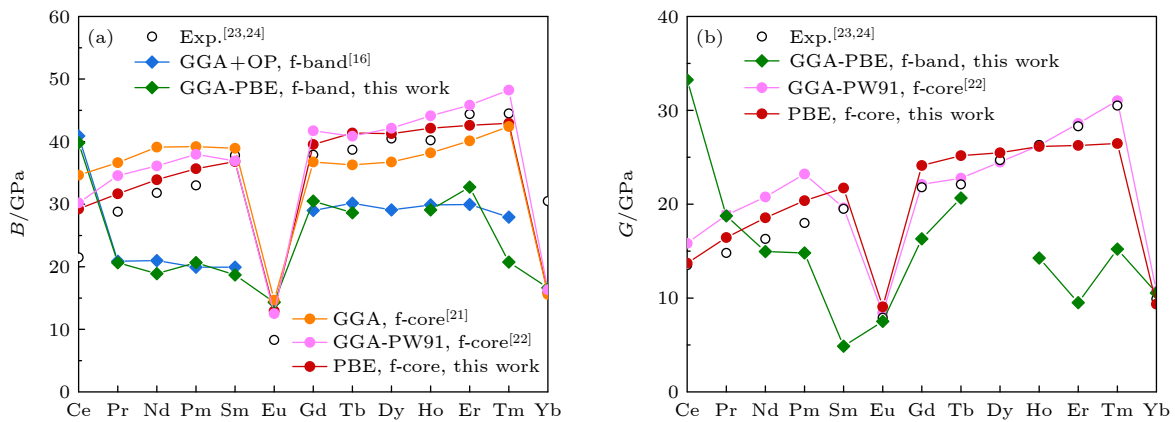 (a)
Exp.[23,24]
GGA+OP, f-band[16]
GGA-PBE, f-band, this work
GGA, f-core[21]
GGA-PW91, f-core[22]
PBE, f-core, this work
B/GPa
60
50
40
30
20
10
0
Ce Pr Nd Pm Sm Eu Gd Tb Dy Ho Er Tm Yb
(b)
Exp.[23,24]
GGA-PBE, f-band, this work
GGA-PW91, f-core[22]
PBE, f-core, this work
G/GPa
40
30
20
10
0
Ce Pr Nd Pm Sm Eu Gd Tb Dy Ho Er Tm Yb